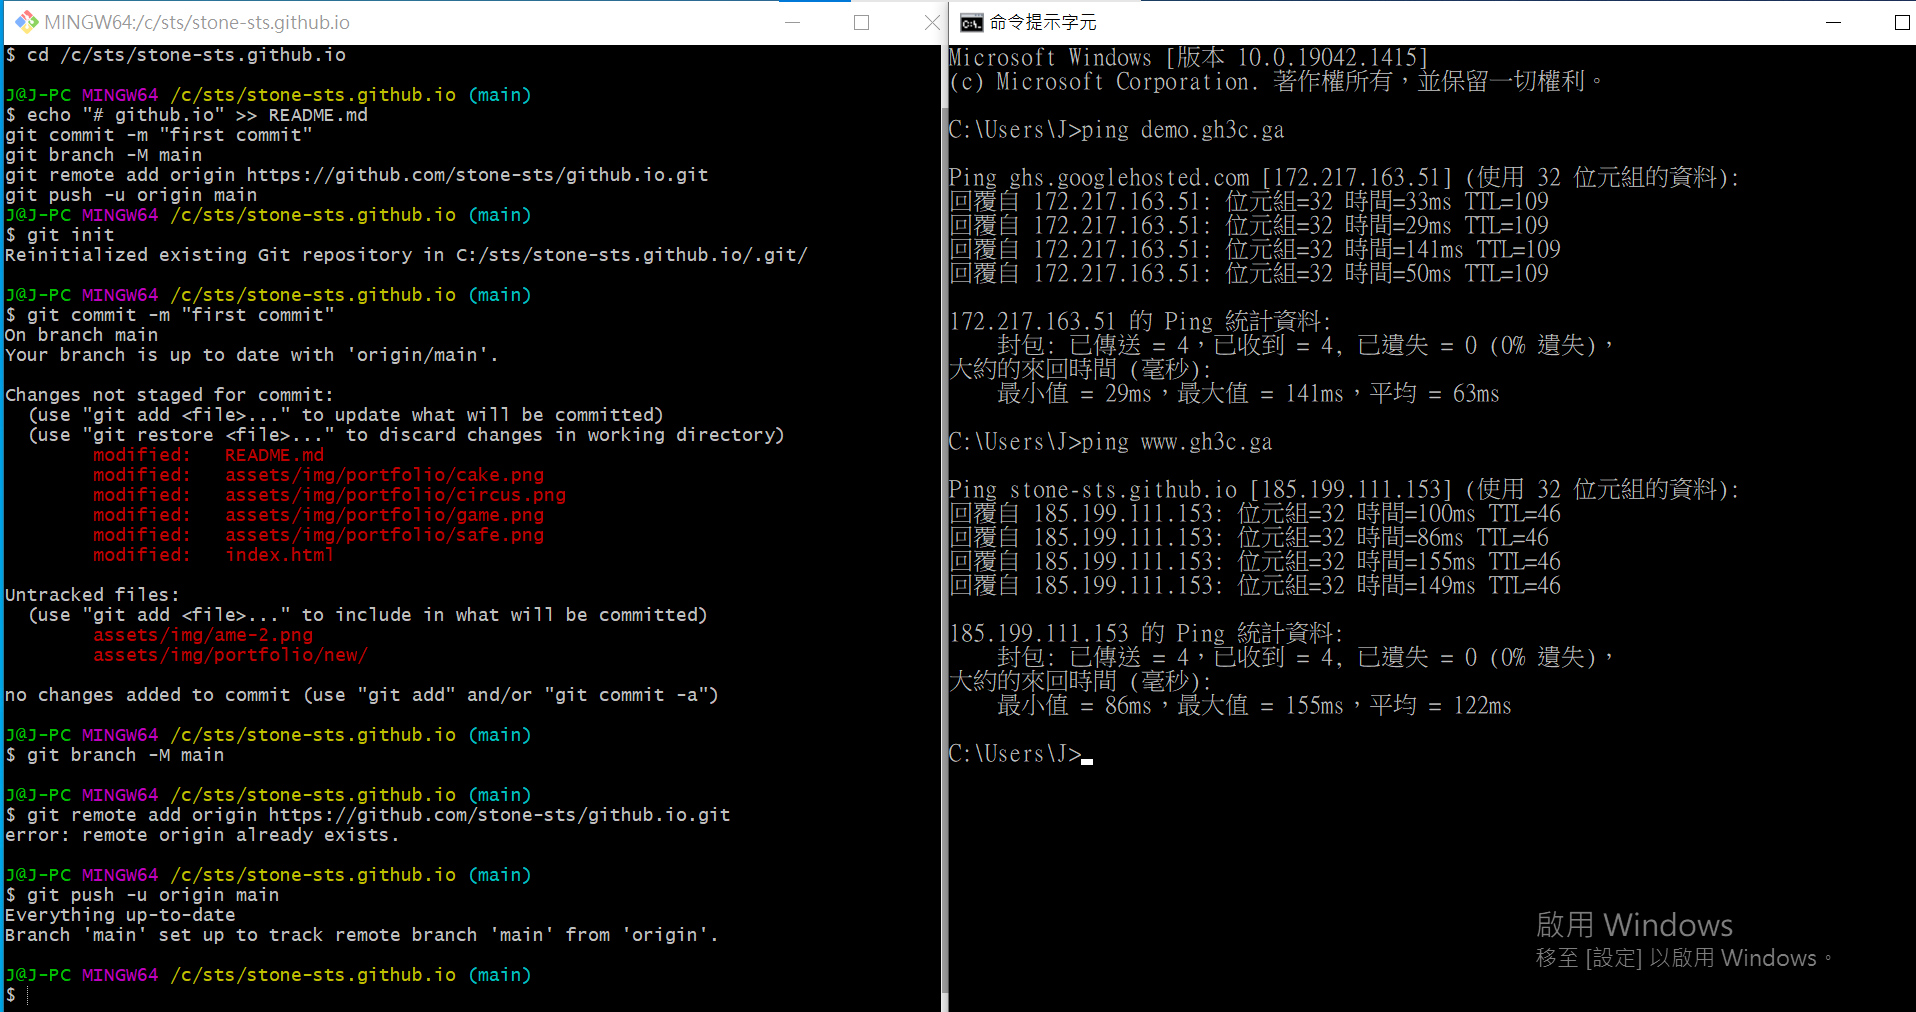 MINGW64:/c/sts/stone-sts.github.io
$ cd /c/sts/stone-sts.github.io
J@J-PC MINGW64 /c/sts/stone-sts.github.io (main)
$ echo "# github.io" >> README.md
git commit -m "first commit"
git branch -M main
git remote add origin https://github.com/stone-sts/github.io.git
git push -u origin main
J@J-PC MINGW64 /c/sts/stone-sts.github.io (main)
$ git init
Reinitialized existing Git repository in C:/sts/stone-sts.github.io/.git/
J@J-PC MINGW64 /c/sts/stone-sts.github.io (main)
$ git commit -m "first commit"
On branch main
Your branch is up to date with 'origin/main'.
Changes not staged for commit:
(use "git add <file>..." to update what will be committed)
(use "git restore <file>..." to discard changes in working directory)
modified: README.md
modified: assets/img/portfolio/cake.png
modified: assets/img/portfolio/circus.png
modified: assets/img/portfolio/game.png
modified: assets/img/portfolio/safe.png
modified: index.html
Untracked files:
(use "git add <file>..." to include in what will be committed)
assets/img/ame-2.png
assets/img/portfolio/new/
no changes added to commit (use "git add" and/or "git commit -a")
J@J-PC MINGW64 /c/sts/stone-sts.github.io (main)
$ git branch -M main
J@J-PC MINGW64 /c/sts/stone-sts.github.io (main)
$ git remote add origin https://github.com/stone-sts/github.io.git
error: remote origin already exists.
J@J-PC MINGW64 /c/sts/stone-sts.github.io (main)
$ git push -u origin main
Everything up-to-date
Branch 'main' set up to track remote branch 'main' from 'origin'.
J@J-PC MINGW64 /c/sts/stone-sts.github.io (main)
$
命令提示字元
Microsoft Windows [版本 10.0.19042.1415]
(c) Microsoft Corporation. 著作權所有，並保留一切權利。
C:\Users\J>ping demo.gh3c.ga
Ping ghs.googlehosted.com [172.217.163.51] (使用 32 位元組的資料):
回覆自 172.217.163.51: 位元組=32 時間=33ms TTL=109
回覆自 172.217.163.51: 位元組=32 時間=29ms TTL=109
回覆自 172.217.163.51: 位元組=32 時間=141ms TTL=109
回覆自 172.217.163.51: 位元組=32 時間=50ms TTL=109
172.217.163.51 的 Ping 統計資料:
封包: 已傳送 = 4，已收到 = 4, 已遺失 = 0 (0% 遺失)，
大約的來回時間 (毫秒):
最小值 = 29ms，最大值 = 141ms，平均 = 63ms
C:\Users\J>ping www.gh3c.ga
Ping stone-sts.github.io [185.199.111.153] (使用 32 位元組的資料):
回覆自 185.199.111.153: 位元組=32 時間=100ms TTL=46
回覆自 185.199.111.153: 位元組=32 時間=86ms TTL=46
回覆自 185.199.111.153: 位元組=32 時間=155ms TTL=46
回覆自 185.199.111.153: 位元組=32 時間=149ms TTL=46
185.199.111.153 的 Ping 統計資料:
封包: 已傳送 = 4，已收到 = 4, 已遺失 = 0 (0% 遺失)，
大約的來回時間 (毫秒):
最小值 = 86ms，最大值 = 155ms，平均 = 122ms
C:\Users\J>
啟用 Windows
移至 [設定] 以啟用 Windows。